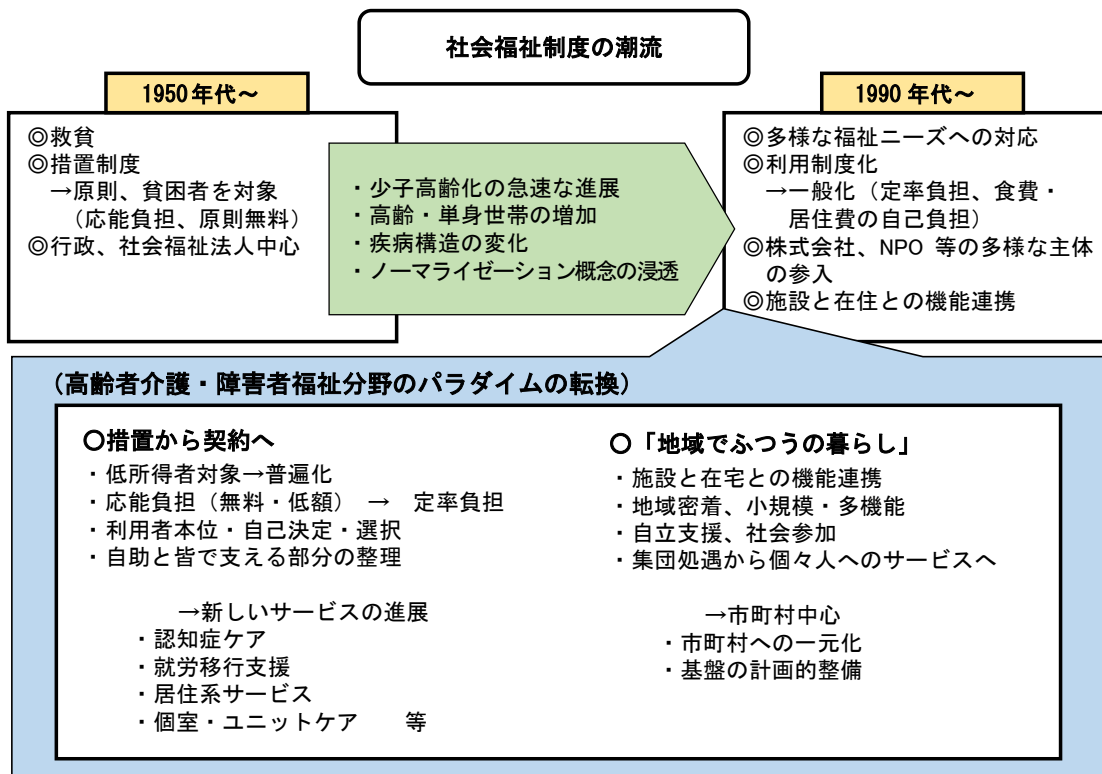 社会福祉制度の潮流
1950年代～
◎救貧
◎措置制度
→原則、貧困者を対象
（応能負担、原則無料）
◎行政、社会福祉法人中心
・少子高齢化の急速な進展
・高齢・単身世帯の増加
・疾病構造の変化
・ノーマライゼーション概念の浸透
1990年代～
◎多様な福祉ニーズへの対応
◎利用制度化
→一般化（定率負担、食費・
居住費の自己負担）
◎株式会社、NPO 等の多様な主体
の参入
◎施設と在住との機能連携
（高齢者介護・障害者福祉分野のパラダイムの転換）
○措置から契約へ
・低所得者対象→普遍化
・応能負担（無料・低額） → 定率負担
・利用者本位・自己決定・選択
・自助と皆で支える部分の整理
→新しいサービスの進展
・認知症ケア
・就労移行支援
・居住系サービス
・個室・ユニットケア　等
○「地域でふつうの暮らし」
・施設と在宅との機能連携
・地域密着、小規模・多機能
・自立支援、社会参加
・集団処遇から個々人へのサービスへ
→市町村中心
・市町村への一元化
・基盤の計画的整備